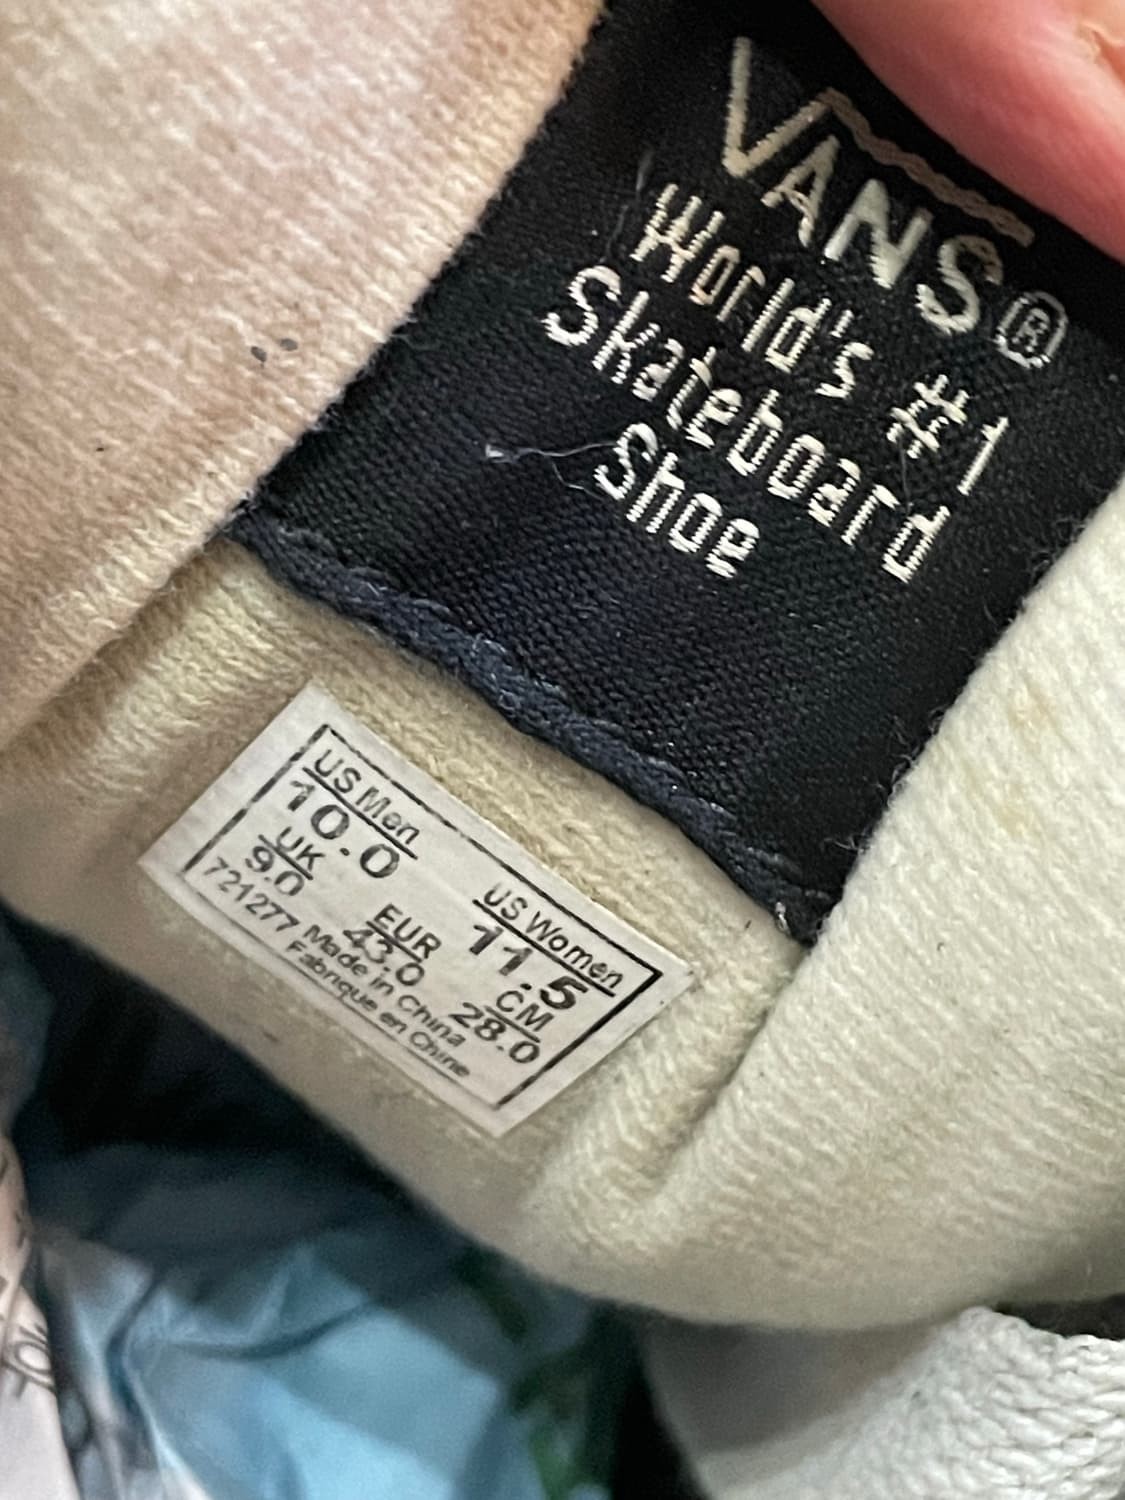 VANS®
World's #1
Skateboard
Shoe
US Men
10.0
US Women
11.5
UK
9.0
EUR
43.0
CM
28.0
721277 Made in China
Fabrique en Chine